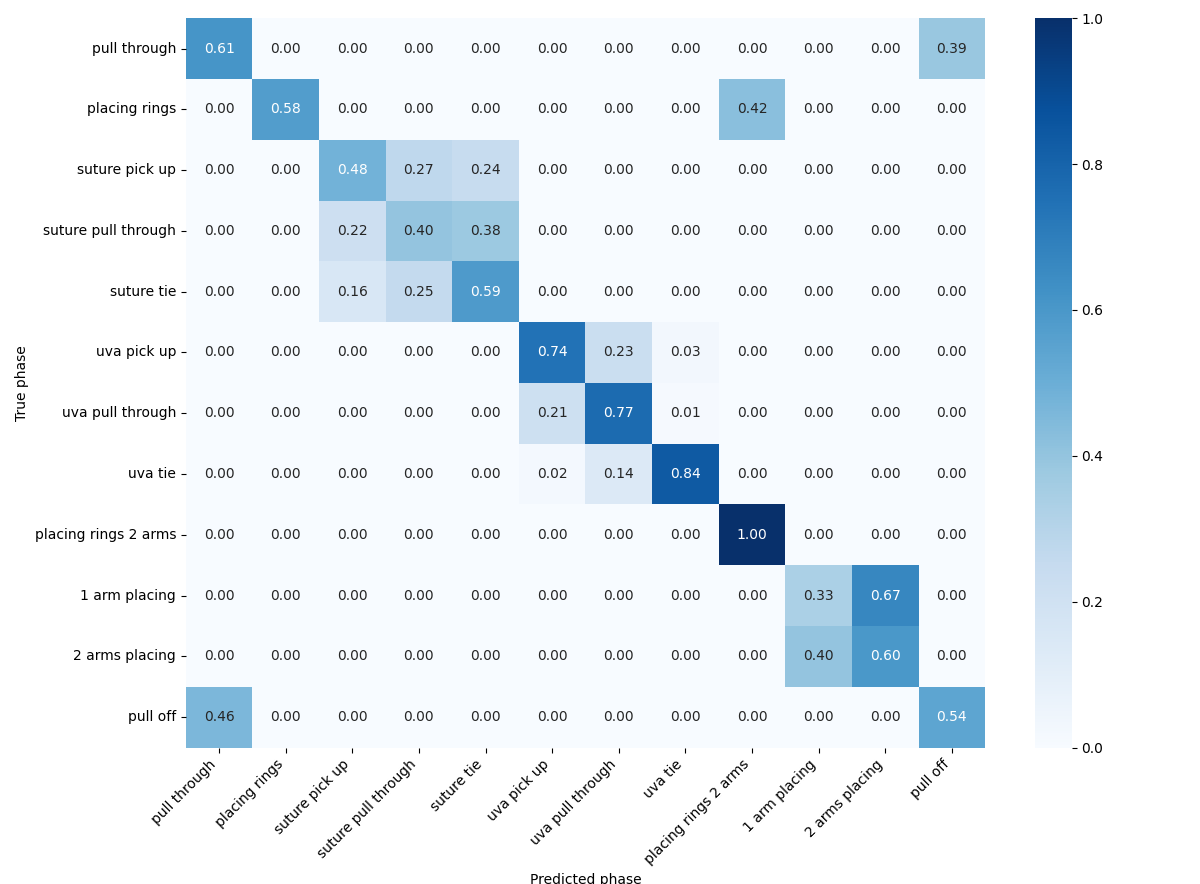 pull through 0.61 0.00 0.00 0.00 0.00 0.00 0.00 0.00 0.00 0.00 0.00 0.39
placing rings 0.00 0.58 0.00 0.00 0.00 0.00 0.00 0.00 0.42 0.00 0.00 0.00
suture pick up 0.00 0.00 0.48 0.27 0.24 0.00 0.00 0.00 0.00 0.00 0.00 0.00
suture pull through 0.00 0.00 0.22 0.40 0.38 0.00 0.00 0.00 0.00 0.00 0.00 0.00
suture tie 0.00 0.00 0.16 0.25 0.59 0.00 0.00 0.00 0.00 0.00 0.00 0.00
uva pick up 0.00 0.00 0.00 0.00 0.00 0.74 0.23 0.03 0.00 0.00 0.00 0.00
uva pull through 0.00 0.00 0.00 0.00 0.00 0.21 0.77 0.01 0.00 0.00 0.00 0.00
uva tie 0.00 0.00 0.00 0.00 0.00 0.02 0.14 0.84 0.00 0.00 0.00 0.00
placing rings 2 arms 0.00 0.00 0.00 0.00 0.00 0.00 0.00 0.00 1.00 0.00 0.00 0.00
1 arm placing 0.00 0.00 0.00 0.00 0.00 0.00 0.00 0.00 0.00 0.33 0.67 0.00
2 arms placing 0.00 0.00 0.00 0.00 0.00 0.00 0.00 0.00 0.00 0.40 0.60 0.00
pull off 0.46 0.00 0.00 0.00 0.00 0.00 0.00 0.00 0.00 0.00 0.00 0.54
True phase
pull through
placing rings
suture pick up
suture pull through
suture tie
uva pick up
uva pull through
uva tie
placing rings 2 arms
1 arm placing
2 arms placing
pull off
Predicted phase
1.0
0.8
0.6
0.4
0.2
0.0